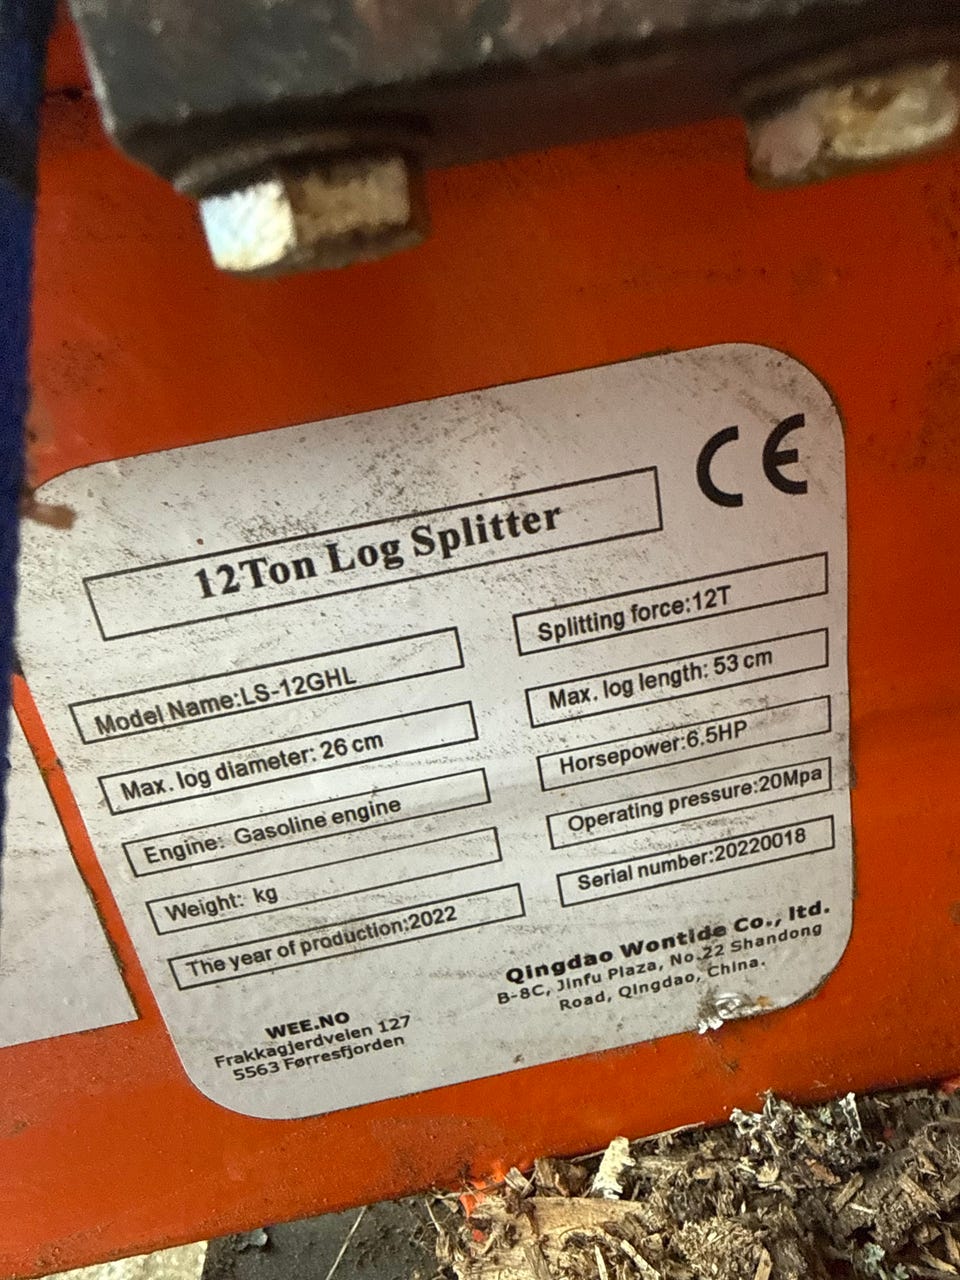 CE
12Ton Log Splitter
Model Name:LS-12GHL
Splitting force:12T
Max. log diameter: 26 cm
Max. log length: 53 cm
Engine: Gasoline engine
Horsepower:6.5HP
Weight: kg
Operating pressure:20Mpa
The year of production:2022
Serial number:20220018
WEE.NO
Frakkagjerdveien 127
5563 Førresfjorden
Qingdao Wontide Co., ltd.
B-8C, Jinfu Plaza, No.22 Shandong
Road, Qingdao, China.